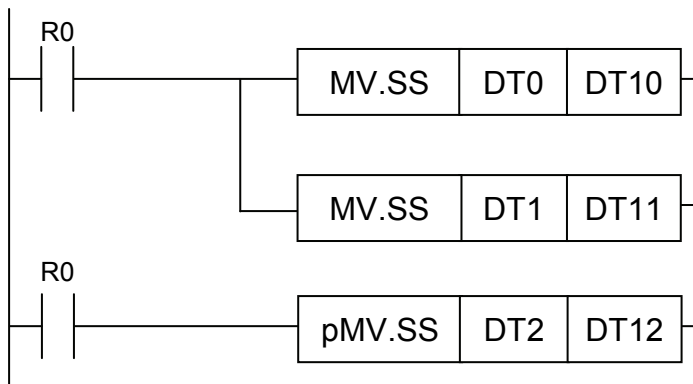 R0
MV.SS DT0 DT10
MV.SS DT1 DT11
R0
pMV.SS DT2 DT12